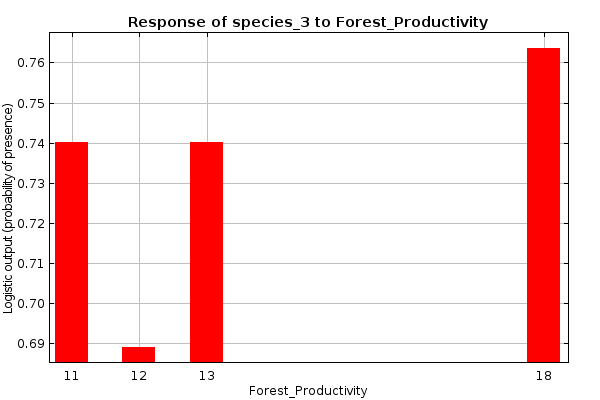 Response of species_3 to Forest_Productivity
Logistic output (probability of presence)
0.76
0.75
0.74
0.73
0.72
0.71
0.70
0.69
11 12 13 18
Forest_Productivity